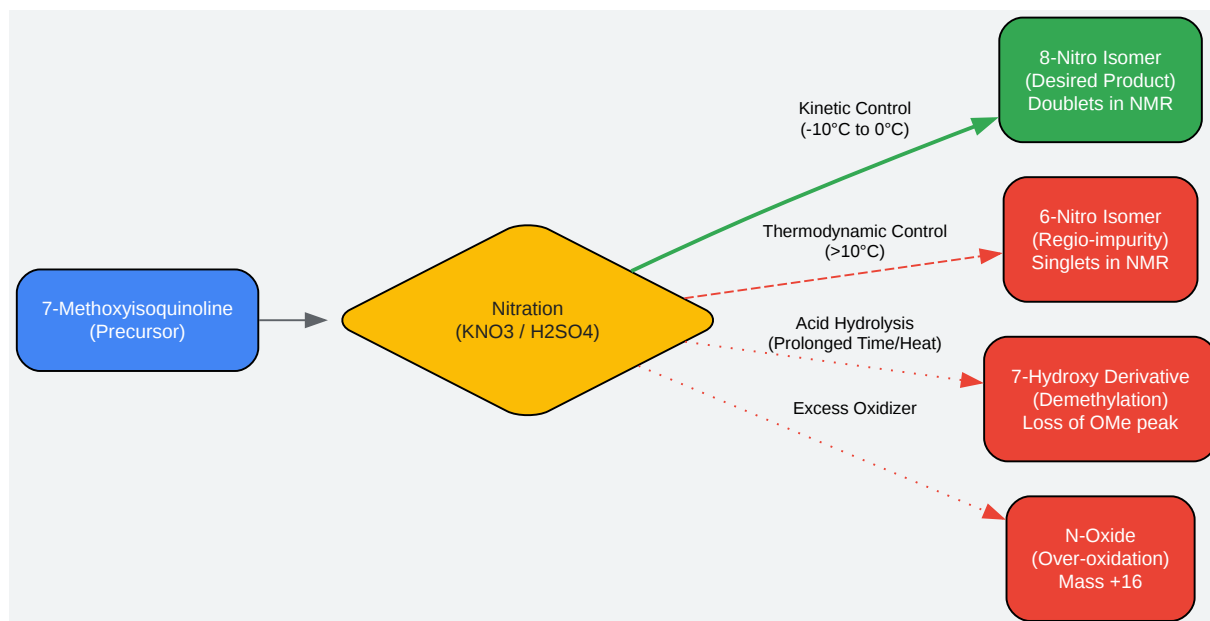 7-Methoxyisoquinoline
(Precursor)
Nitration
(KNO3 / H2SO4)
Kinetic Control
(-10°C to 0°C)
8-Nitro Isomer
(Desired Product)
Doublets in NMR
Thermodynamic Control
(>10°C)
6-Nitro Isomer
(Regio-impurity)
Singlets in NMR
Acid Hydrolysis
(Prolonged Time/Heat)
7-Hydroxy Derivative
(Demethylation)
Loss of OMe peak
Excess Oxidizer
N-Oxide
(Over-oxidation)
Mass +16